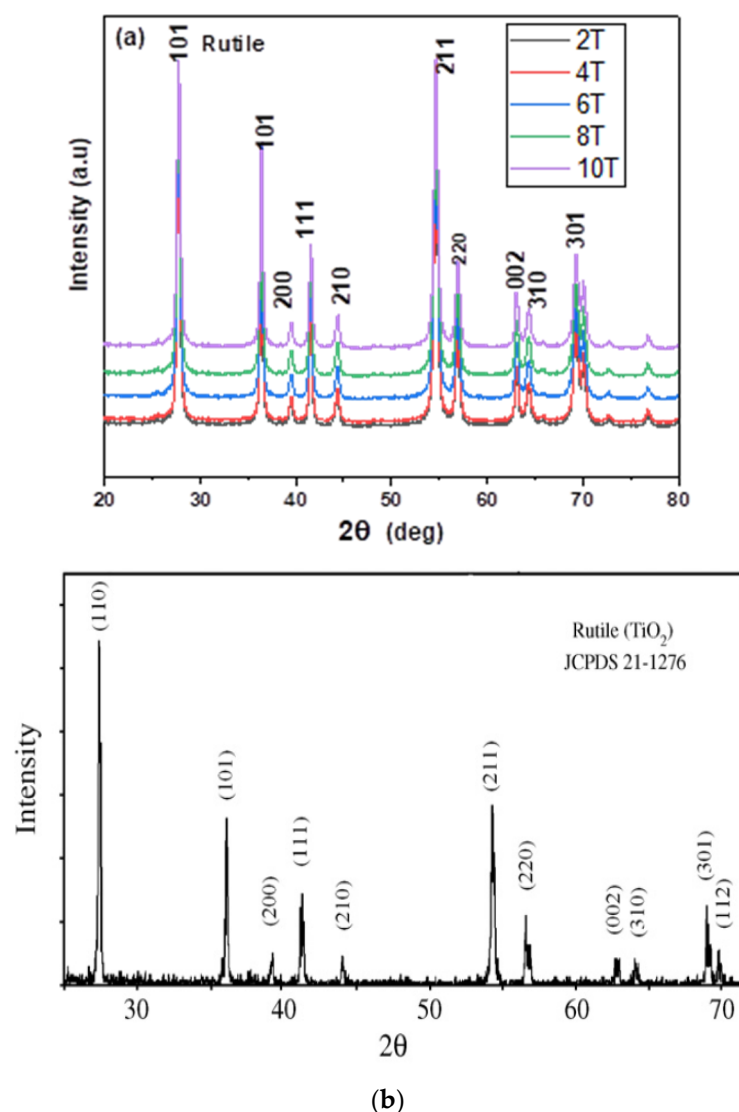 (a)
101
Rutile
101
200
111
210
211
220
002
310
301
2T
4T
6T
8T
10T
Intensity (a.u)
20 30 40 50 60 70 80
2θ (deg)
(110)
(101)
(200)
(111)
(210)
(211)
(220)
(002)
(310)
(301)
(112)
Rutile (TiO₂)
JCPDS 21-1276
Intensity
30 40 50 60 70
2θ
(b)